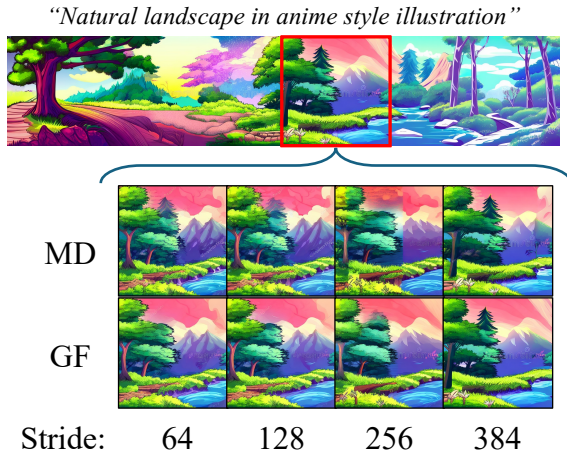 “Natural landscape in anime style illustration”
MD
GF
Stride: 64 128 256 384